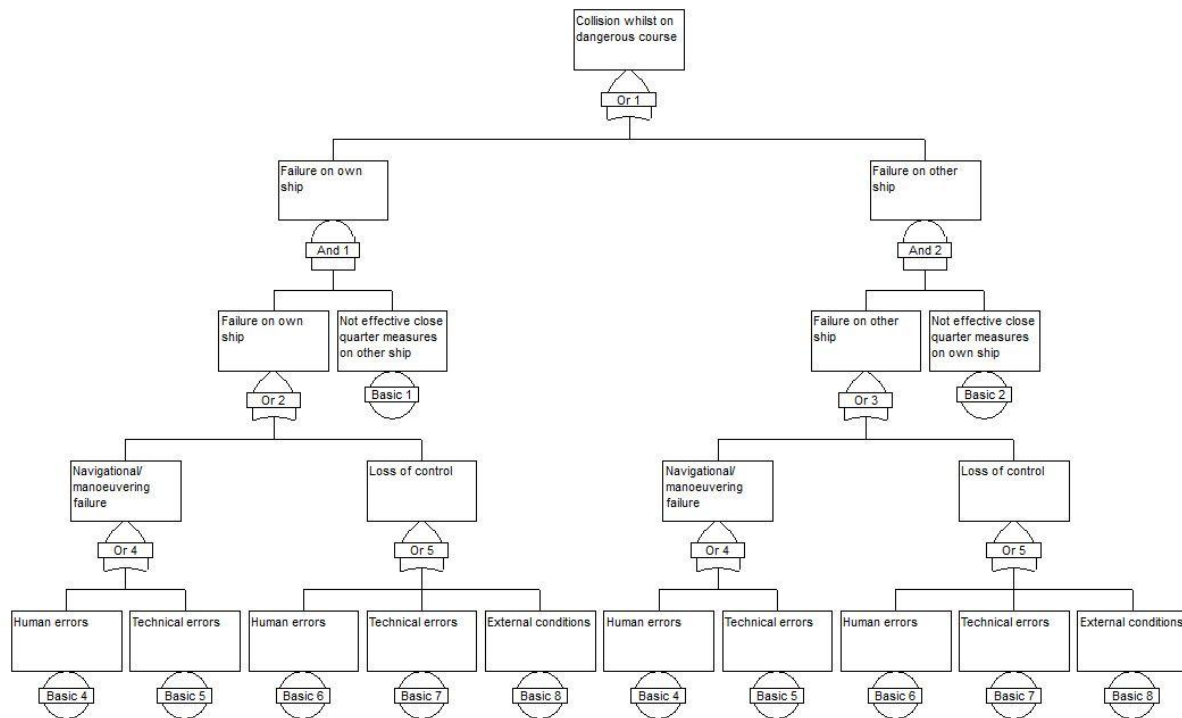 Collision whilst on
dangerous course
Or 1
Failure on own
ship
Failure on other
ship
And 1
And 2
Failure on own
ship
Not effective close
quarter measures
on other ship
Failure on other
ship
Not effective close
quarter measures
on own ship
Or 2
Basic 1
Or 3
Basic 2
Navigational/
manoeuvering
failure
Loss of control
Navigational/
manoeuvering
failure
Loss of control
Or 4
Or 5
Or 4
Or 5
Human errors
Technical errors
Human errors
Technical errors
External conditions
Human errors
Technical errors
Human errors
Technical errors
External conditions
Basic 4
Basic 5
Basic 6
Basic 7
Basic 8
Basic 4
Basic 5
Basic 6
Basic 7
Basic 8